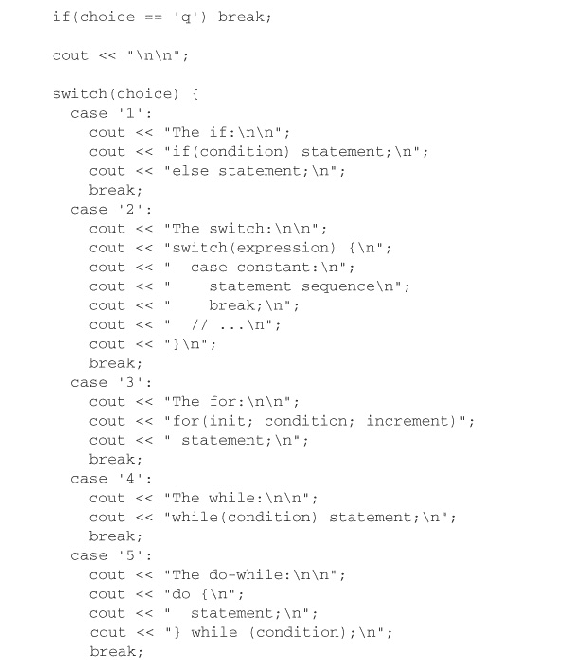 if(choice == 'q') break;
cout << "\n\n";
switch(choice) {
  case '1':
    cout << "The if:\n\n";
    cout << "if(condition) statement;\n";
    cout << "else statement;\n";
    break;
  case '2':
    cout << "The switch:\n\n";
    cout << "switch(expression) {\n";
    cout << "  case constant:\n";
    cout << "    statement sequence\n";
    cout << "    break;\n";
    cout << "  // ...\n";
    cout << "}\n";
    break;
  case '3':
    cout << "The for:\n\n";
    cout << "for(init; condition; increment)";
    cout << " statement;\n";
    break;
  case '4':
    cout << "The while:\n\n";
    cout << "while(condition) statement;\n";
    break;
  case '5':
    cout << "The do-while:\n\n";
    cout << "do {\n";
    cout << "  statement;\n";
    cout << "} while (condition);\n";
    break;